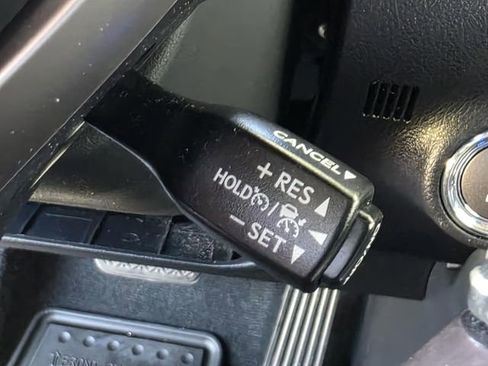 CANCEL▼
+ RES ▲
HOLD /
− SET ▼